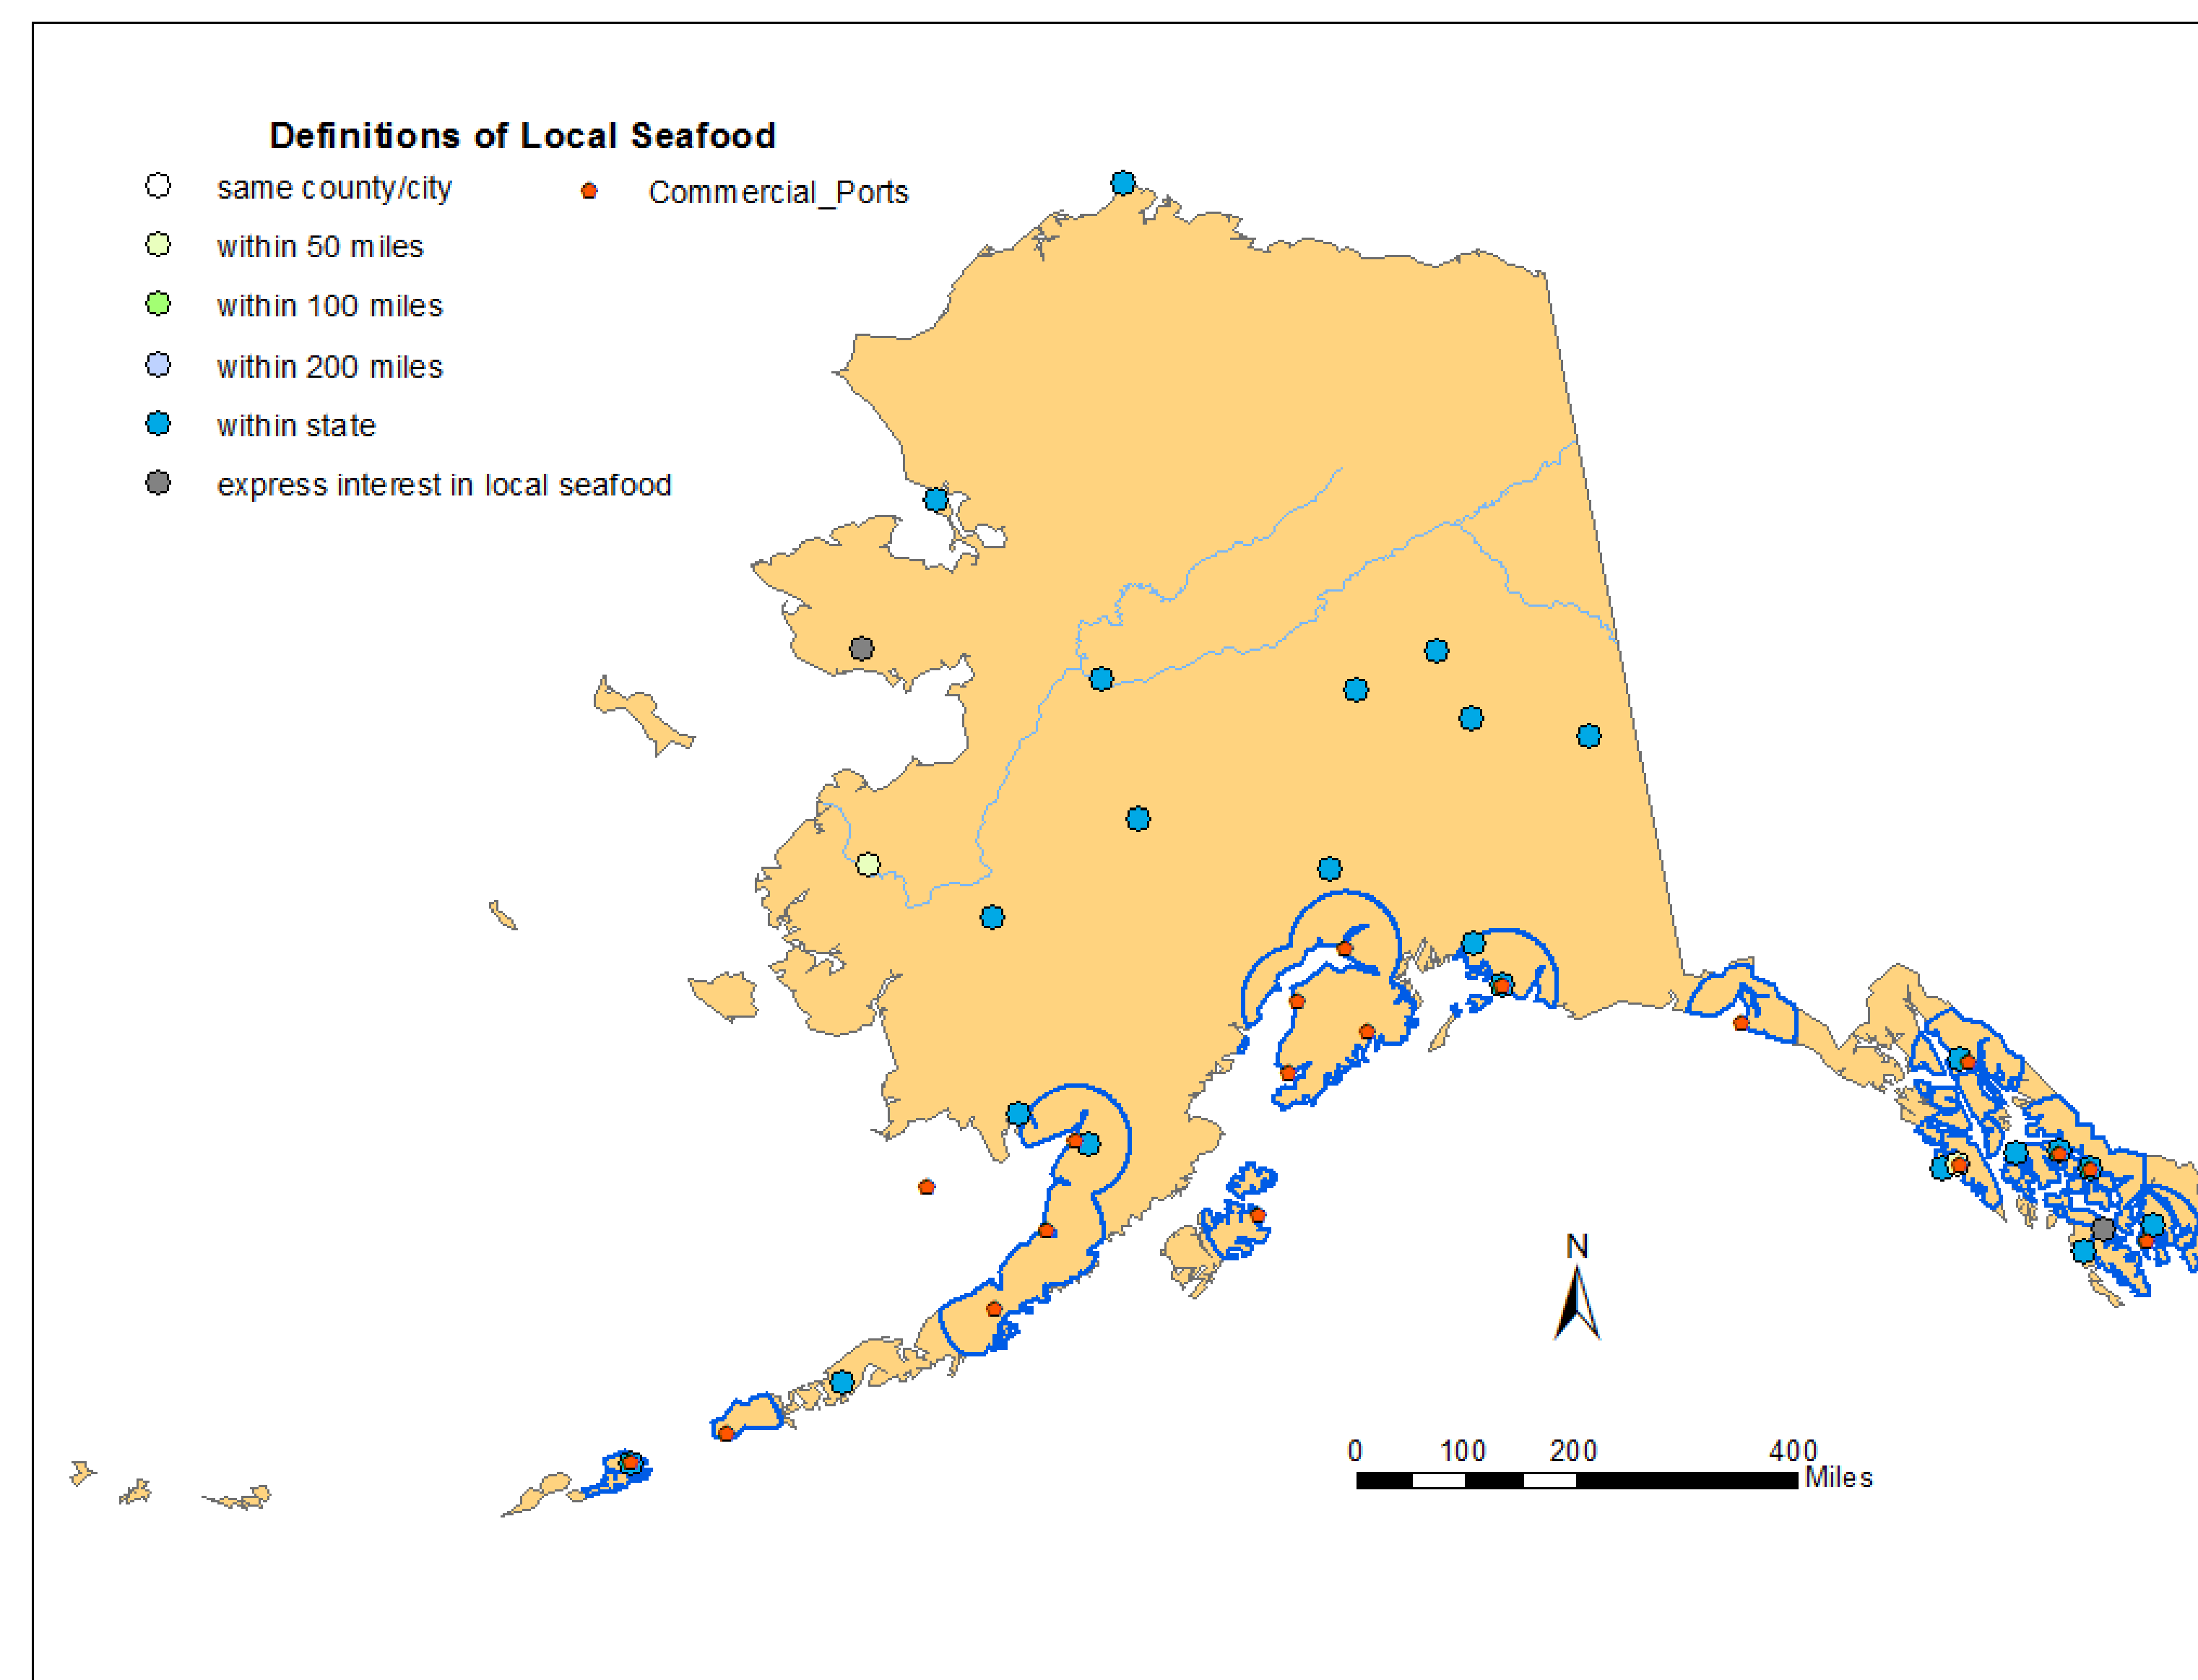 Definitions of Local Seafood
same county/city
Commercial_Ports
within 50 miles
within 100 miles
within 200 miles
within state
express interest in local seafood
N
0 100 200 400
Miles